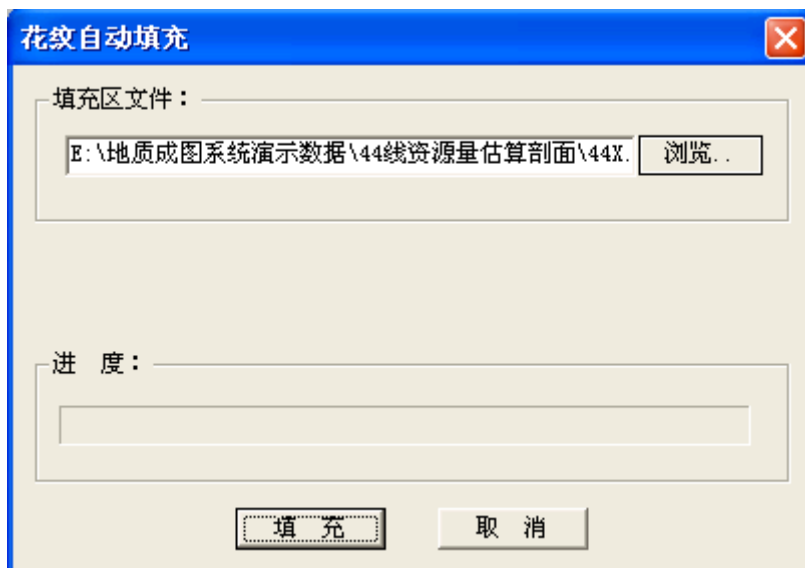 花纹自动填充
填充区文件：
E:\地质成图系统演示数据\44线资源量估算剖面\44X.
浏览..
进 度：
填 充
取 消